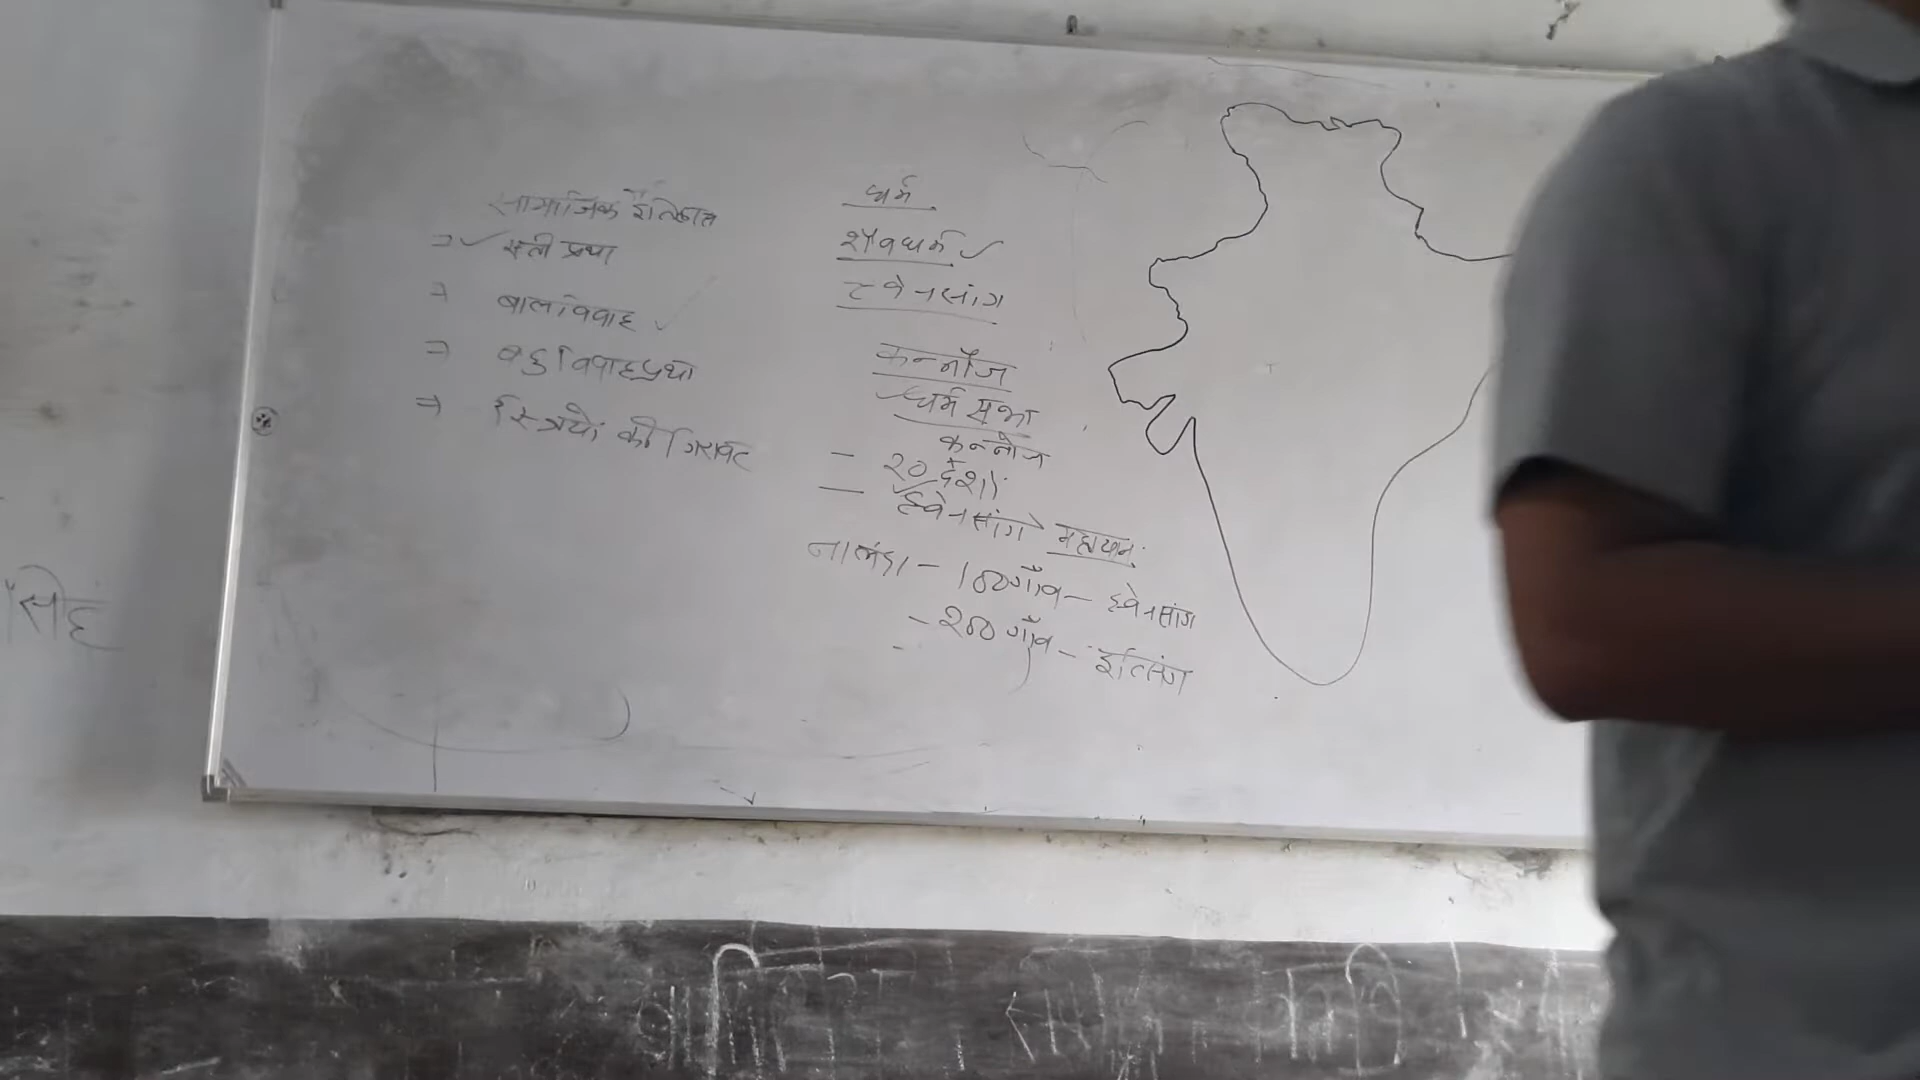 सामाजिक
⇒ ✓ सती प्रथा
⇒ बालविवाह ✓
⇒ बहुविवाहप्रथा
⇒ स्त्रियों की गिरावट
धर्म
शैवधर्म ✓
ह्वेनसांग
कन्नौज
✓ धर्म सभा
कन्नौज
– 20 देशों
– ह्वेनसांग महायान
नालंदा – 100 गाँव – ह्वेनसांग
– 200 गाँव – इत्सिंग
सिंह